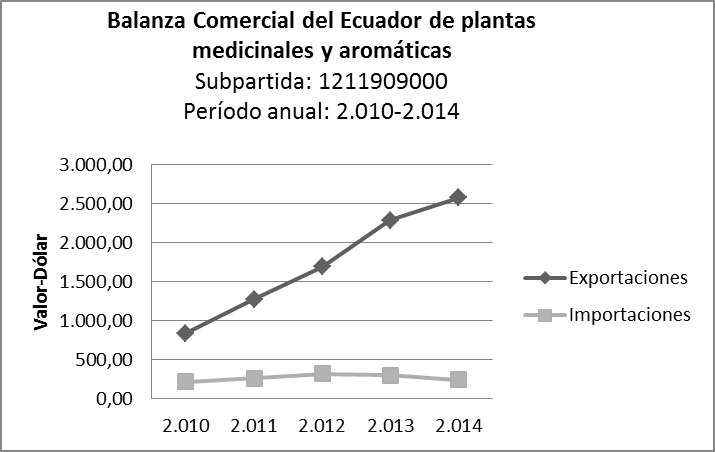 Balanza Comercial del Ecuador de plantas
medicinales y aromáticas
Subpartida: 1211909000
Período anual: 2.010-2.014
Valor-Dólar
3.000,00
2.500,00
2.000,00
1.500,00
1.000,00
500,00
0,00
2.010 2.011 2.012 2.013 2.014
Exportaciones
Importaciones